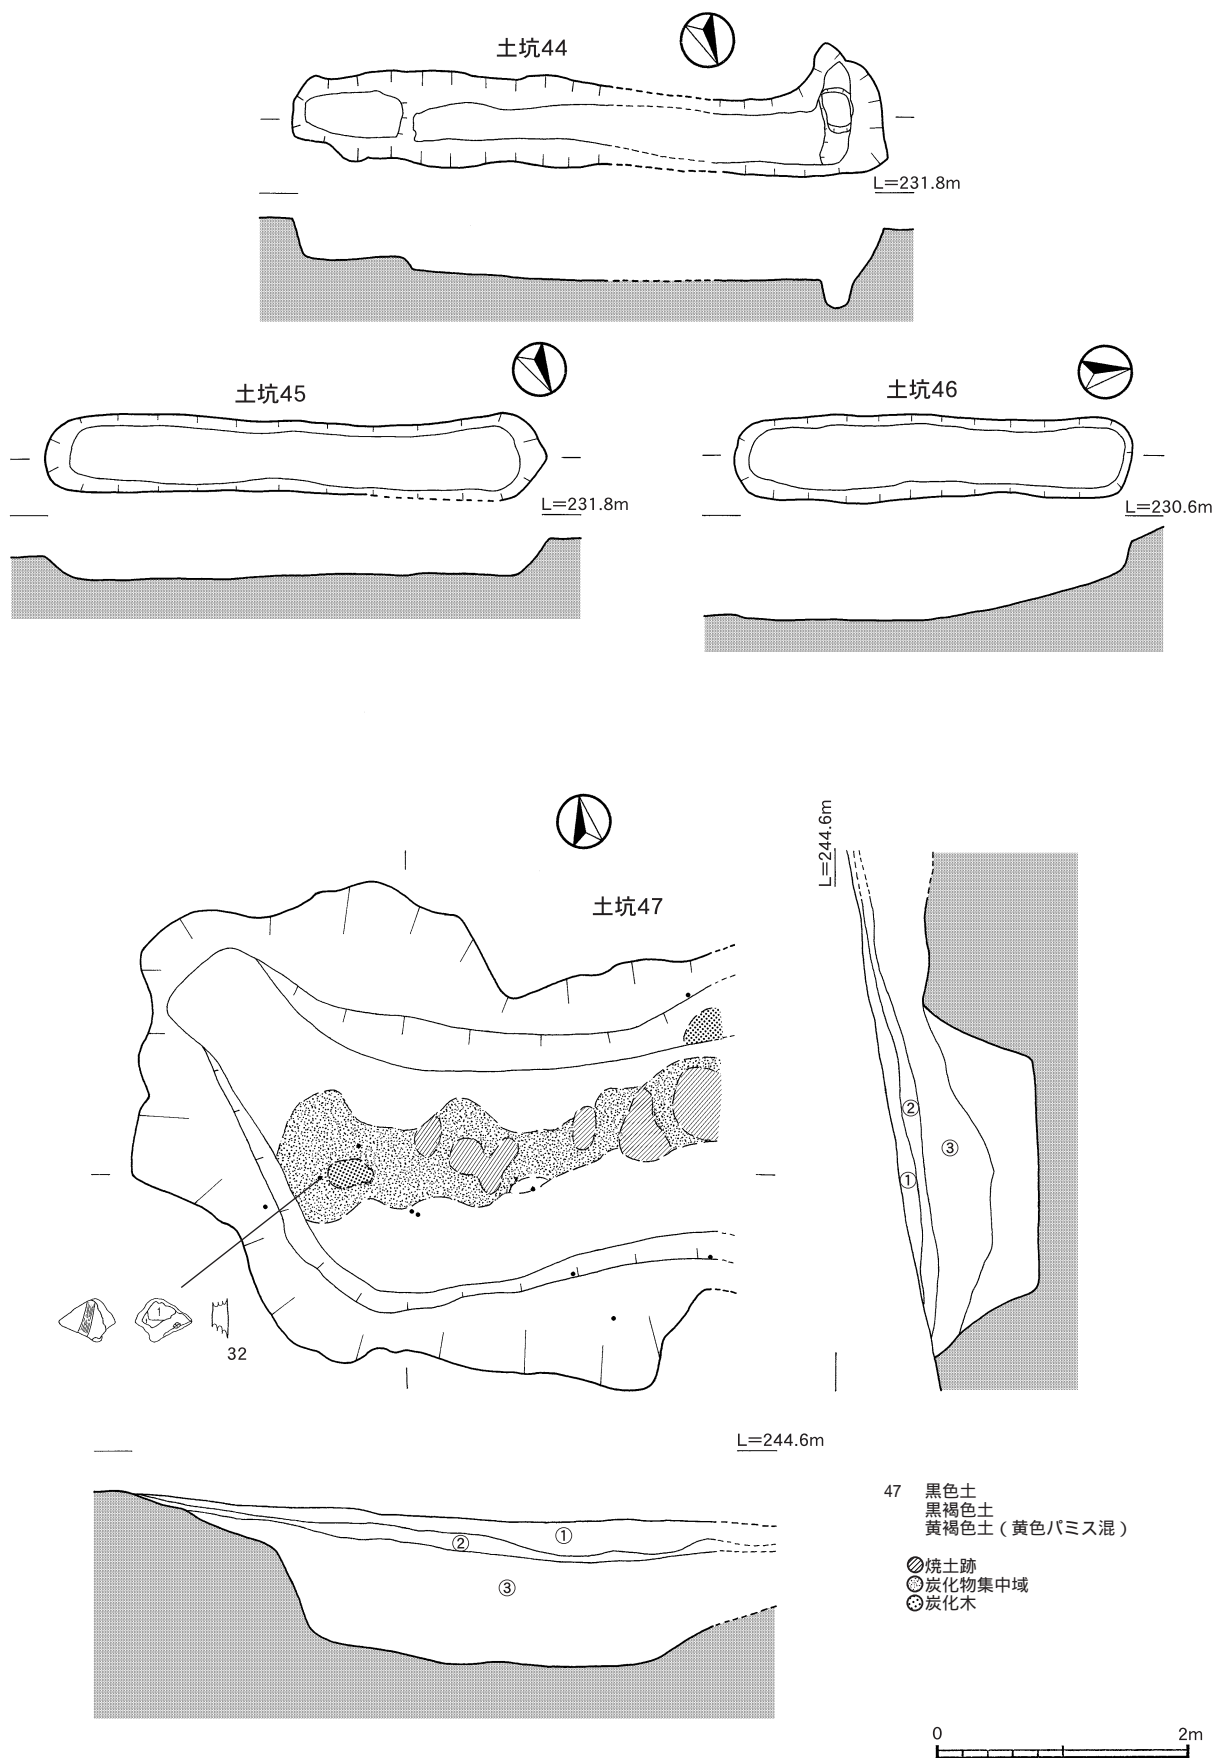 土坑44
L＝231.8m
土坑45
L＝231.8m
土坑46
L＝230.6m
土坑47
L＝244.6m
②
③
①
1
32
L＝244.6m
①
②
③
47 黒色土
黒褐色土
黄褐色土（黄色パミス混）
焼土跡
炭化物集中域
炭化木
0 2m